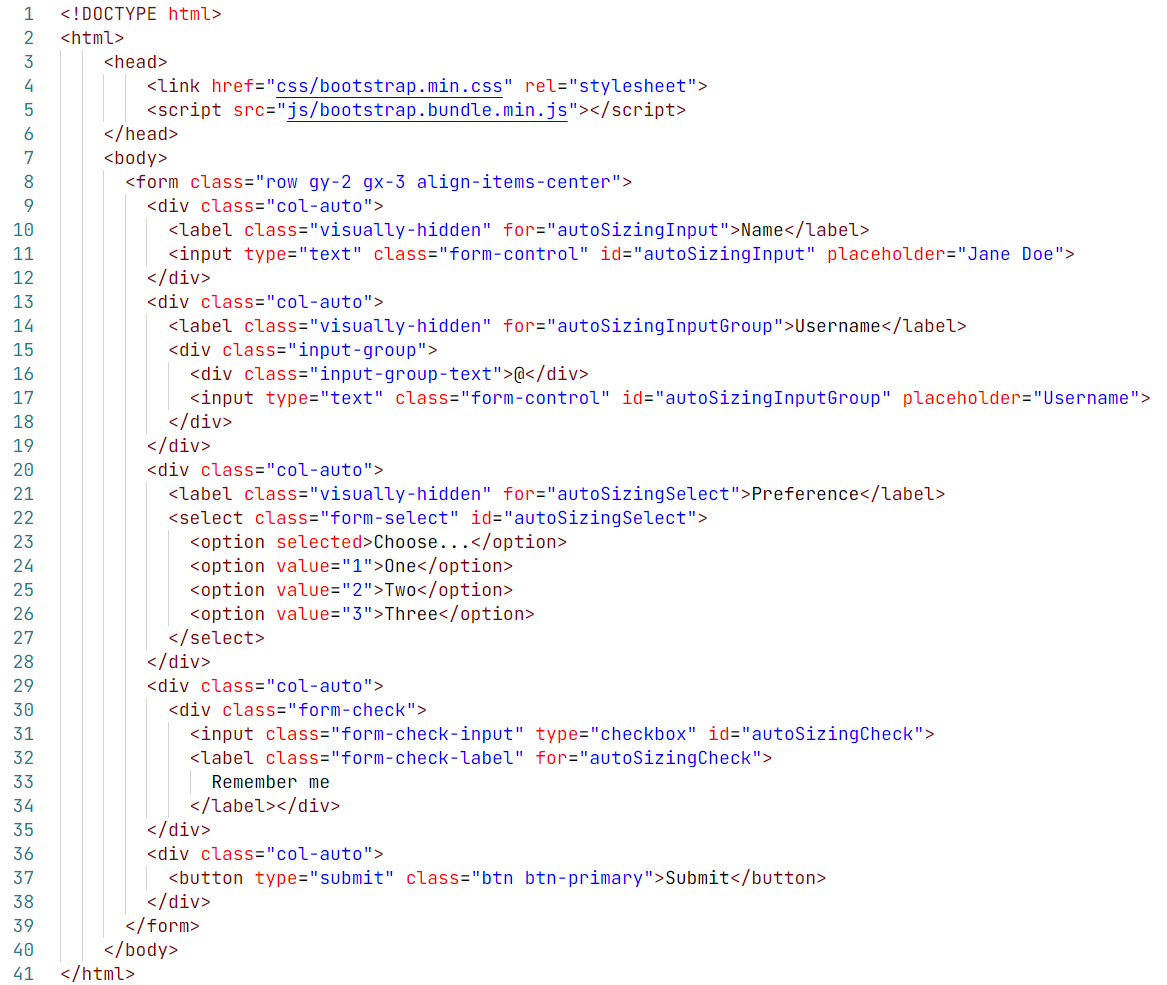 1 <!DOCTYPE html>
2 <html>
3     <head>
4         <link href="css/bootstrap.min.css" rel="stylesheet">
5         <script src="js/bootstrap.bundle.min.js"></script>
6     </head>
7     <body>
8       <form class="row gy-2 gx-3 align-items-center">
9         <div class="col-auto">
10           <label class="visually-hidden" for="autoSizingInput">Name</label>
11           <input type="text" class="form-control" id="autoSizingInput" placeholder="Jane Doe">
12         </div>
13         <div class="col-auto">
14           <label class="visually-hidden" for="autoSizingInputGroup">Username</label>
15           <div class="input-group">
16             <div class="input-group-text">@</div>
17             <input type="text" class="form-control" id="autoSizingInputGroup" placeholder="Username">
18           </div>
19         </div>
20         <div class="col-auto">
21           <label class="visually-hidden" for="autoSizingSelect">Preference</label>
22           <select class="form-select" id="autoSizingSelect">
23             <option selected>Choose...</option>
24             <option value="1">One</option>
25             <option value="2">Two</option>
26             <option value="3">Three</option>
27           </select>
28         </div>
29         <div class="col-auto">
30           <div class="form-check">
31             <input class="form-check-input" type="checkbox" id="autoSizingCheck">
32             <label class="form-check-label" for="autoSizingCheck">
33               Remember me
34             </label></div>
35         </div>
36         <div class="col-auto">
37           <button type="submit" class="btn btn-primary">Submit</button>
38         </div>
39       </form>
40     </body>
41 </html>